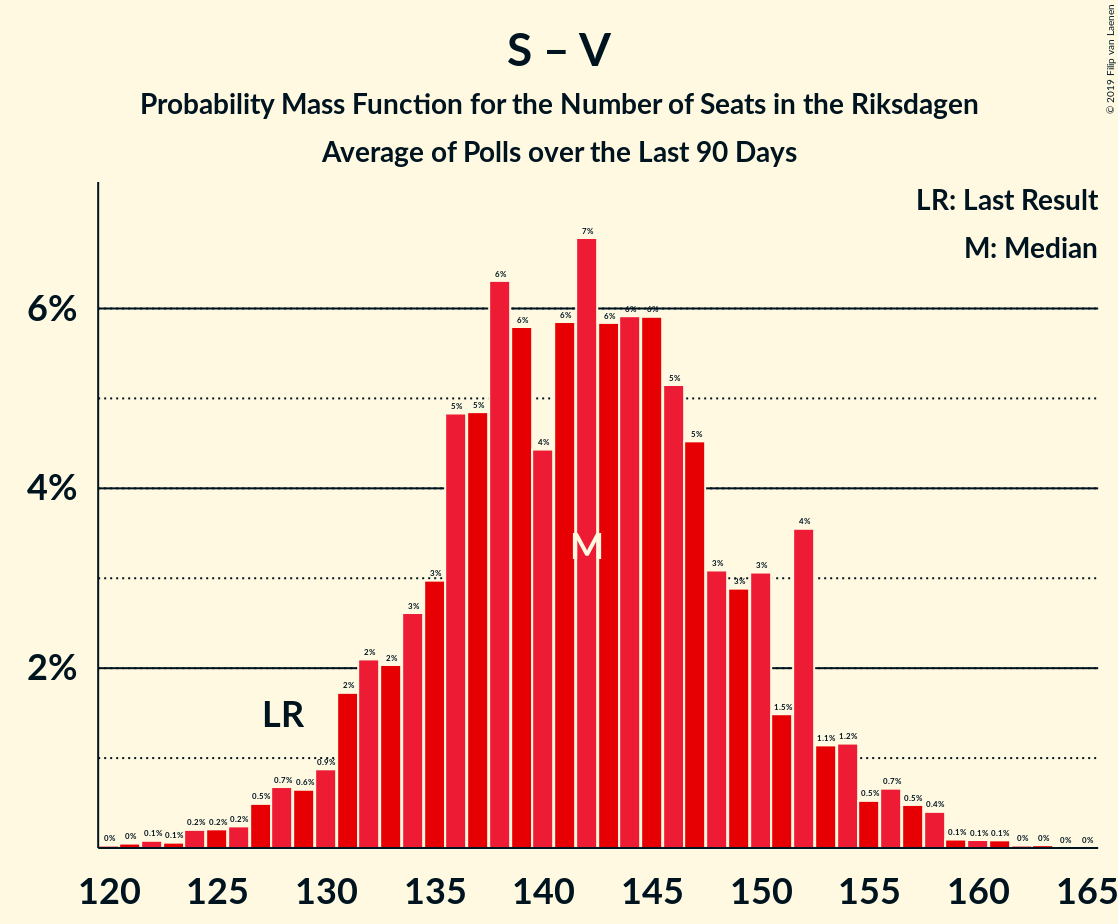 S – V
Probability Mass Function for the Number of Seats in the Riksdagen
Average of Polls over the Last 90 Days
© 2019 Filip van Laenen
LR: Last Result
M: Median
6%
4%
2%
0% 0% 0.1% 0.1% 0.2% 0.2% 0.2% 0.5% 0.7% 0.6% 0.9% 2% 2% 2% 3% 3% 5% 5% 6% 6% 4% 6% 7% 6% 6% 6% 5% 5% 3% 3% 3% 1.5% 4% 1.1% 1.2% 0.5% 0.7% 0.5% 0.4% 0.1% 0.1% 0.1% 0% 0% 0% 0%
M
LR
120 125 130 135 140 145 150 155 160 165